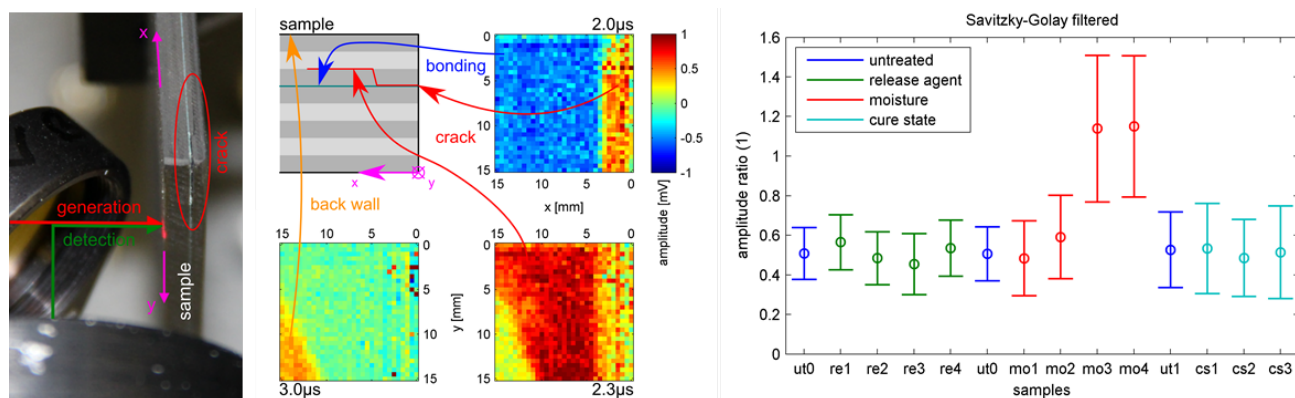 x
crack
generation
detection
sample
y
sample
2.0µs
bonding
crack
x
y
back wall
0
5
10
15
15
10
5
0
x [mm]
1
0.5
0
-0.5
-1
amplitude [mV]
15
10
5
0
0
5
10
15
y [mm]
3.0µs
15
10
5
0
2.3µs
Savitzky-Golay filtered
untreated
release agent
moisture
cure state
1.6
1.4
1.2
1
0.8
0.6
0.4
0.2
0
amplitude ratio (1)
ut0 re1 re2 re3 re4 ut0 mo1 mo2 mo3 mo4 ut1 cs1 cs2 cs3
samples